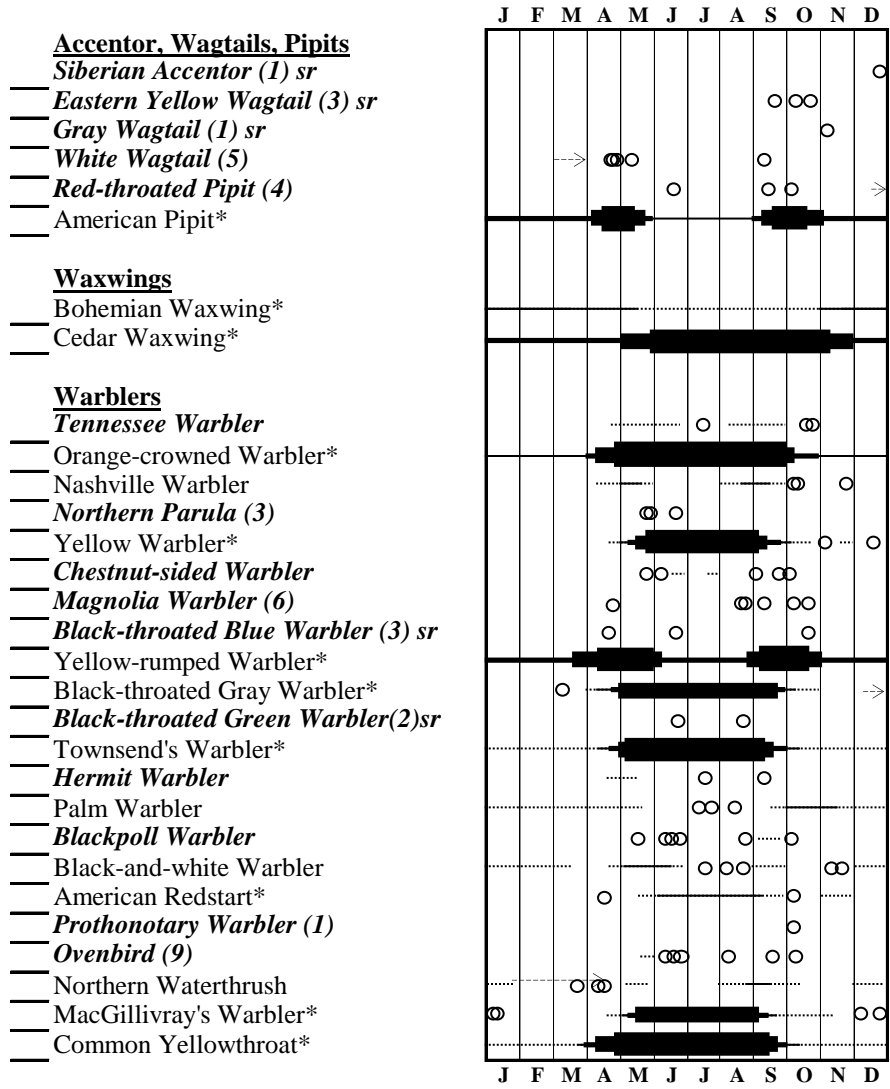 J F M A M J J A S O N D
Accentor, Wagtails, Pipits
Siberian Accentor (1) sr
Eastern Yellow Wagtail (3) sr
Gray Wagtail (1) sr
White Wagtail (5)
Red-throated Pipit (4)
American Pipit*
Waxwings
Bohemian Waxwing*
Cedar Waxwing*
Warblers
Tennessee Warbler
Orange-crowned Warbler*
Nashville Warbler
Northern Parula (3)
Yellow Warbler*
Chestnut-sided Warbler
Magnolia Warbler (6)
Black-throated Blue Warbler (3) sr
Yellow-rumped Warbler*
Black-throated Gray Warbler*
Black-throated Green Warbler(2)sr
Townsend's Warbler*
Hermit Warbler
Palm Warbler
Blackpoll Warbler
Black-and-white Warbler
American Redstart*
Prothonotary Warbler (1)
Ovenbird (9)
Northern Waterthrush
MacGillivray's Warbler*
Common Yellowthroat*
J F M A M J J A S O N D